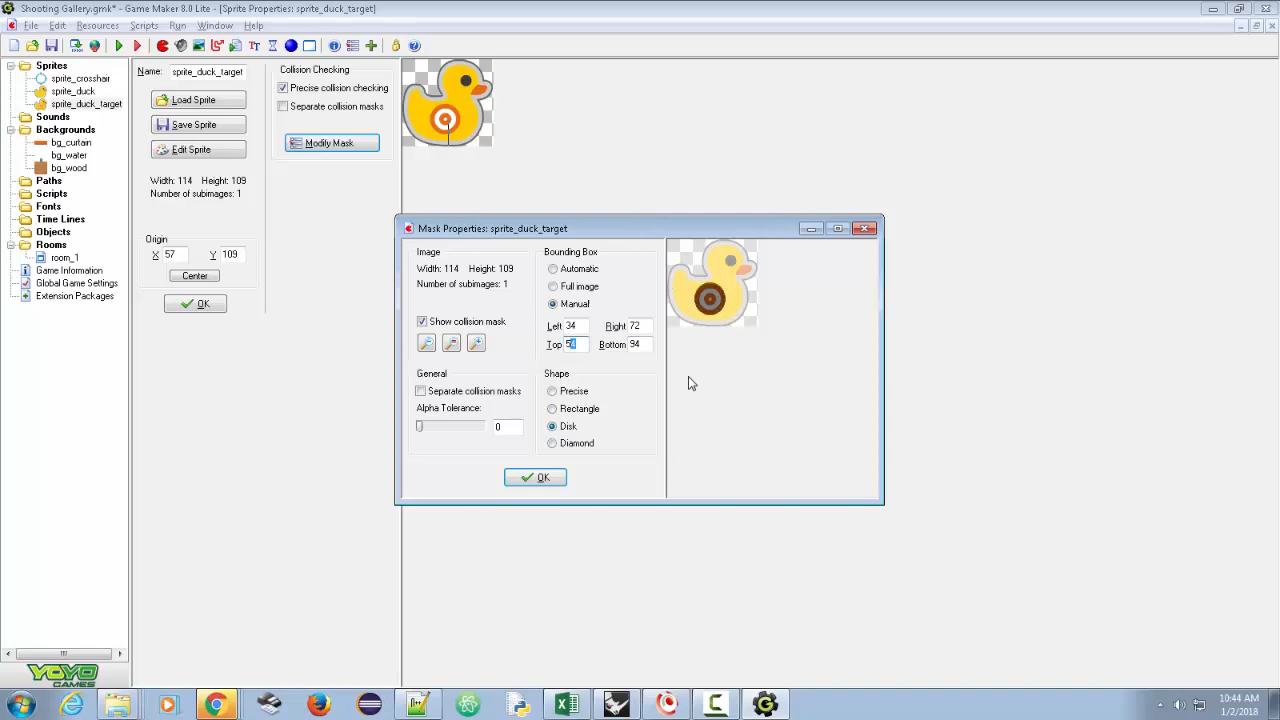 Shooting Gallery.gmk* - Game Maker 8.0 Lite - [Sprite Properties: sprite_duck_target]
File Edit Resources Scripts Run Window Help
Sprites
sprite_crosshair
sprite_duck
sprite_duck_target
Sounds
Backgrounds
bg_curtain
bg_water
bg_wood
Paths
Scripts
Fonts
Time Lines
Objects
Rooms
room_1
Game Information
Global Game Settings
Extension Packages
YOYO
GAMES
Name: sprite_duck_target
Load Sprite
Save Sprite
Edit Sprite
Width: 114 Height: 109
Number of subimages: 1
Origin
X 57 Y 109
Center
OK
Collision Checking
Precise collision checking
Separate collision masks
Modify Mask
Mask Properties: sprite_duck_target
Image
Width: 114 Height: 109
Number of subimages: 1
Show collision mask
General
Separate collision masks
Alpha Tolerance:
0
Bounding Box
Automatic
Full image
Manual
Left 34 Right 72
Top 54 Bottom 94
Shape
Precise
Rectangle
Disk
Diamond
OK
10:44 AM
1/2/2018